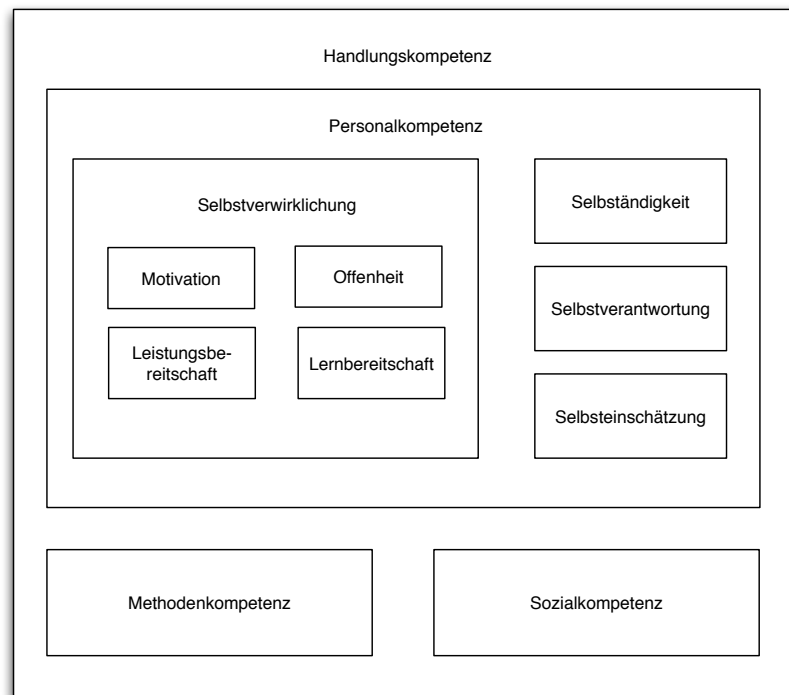 Handlungskompetenz
Personalkompetenz
Selbstverwirklichung
Motivation
Offenheit
Leistungsbe-
reitschaft
Lernbereitschaft
Selbständigkeit
Selbstverantwortung
Selbsteinschätzung
Methodenkompetenz
Sozialkompetenz